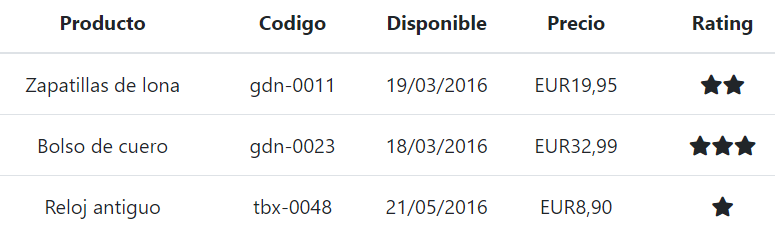 Producto Codigo Disponible Precio Rating
Zapatillas de lona gdn-0011 19/03/2016 EUR19,95
Bolso de cuero gdn-0023 18/03/2016 EUR32,99
Reloj antiguo tbx-0048 21/05/2016 EUR8,90